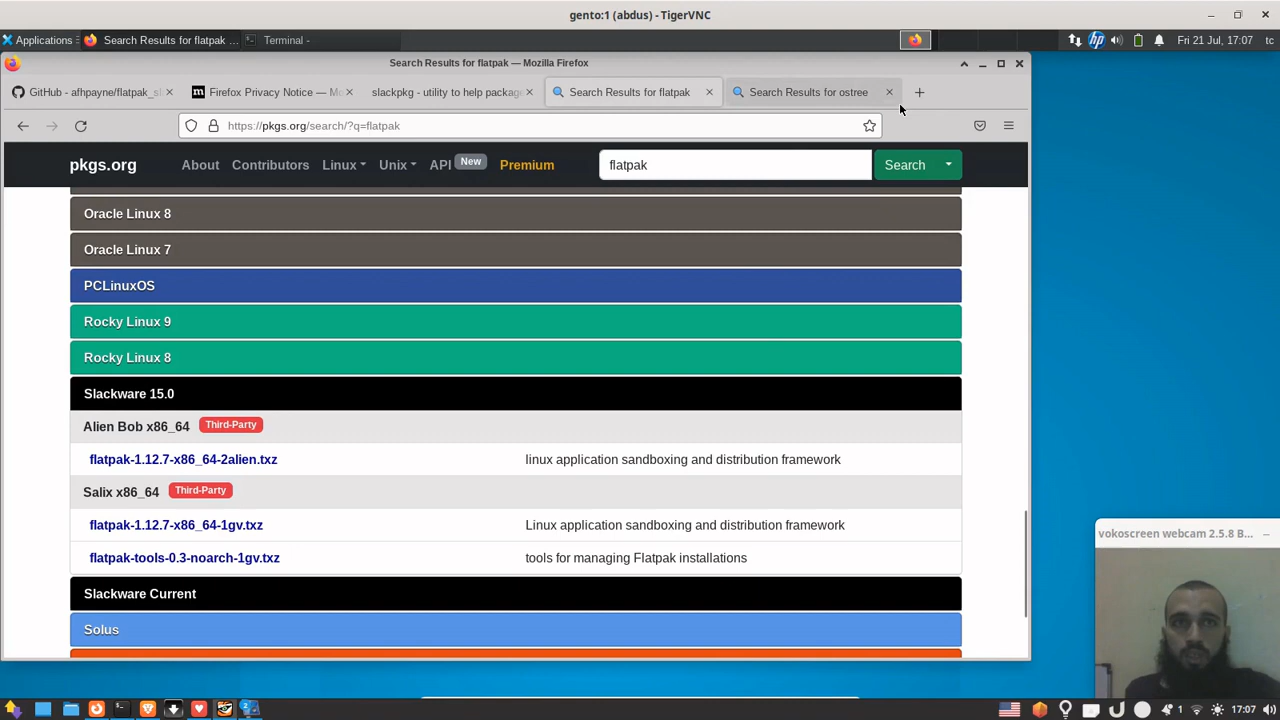 gento:1 (abdus) - TigerVNC
Applications
Search Results for flatpak ...
Terminal -
Fri 21 Jul, 17:07
tc
Search Results for flatpak — Mozilla Firefox
GitHub - afhpayne/flatpak_sl
Firefox Privacy Notice — Mo
slackpkg - utility to help package
Search Results for flatpak
Search Results for ostree
https://pkgs.org/search/?q=flatpak
pkgs.org
About
Contributors
Linux
Unix
API
New
Premium
flatpak
Search
Oracle Linux 8
Oracle Linux 7
PCLinuxOS
Rocky Linux 9
Rocky Linux 8
Slackware 15.0
Alien Bob x86_64
Third-Party
flatpak-1.12.7-x86_64-2alien.txz
linux application sandboxing and distribution framework
Salix x86_64
Third-Party
flatpak-1.12.7-x86_64-1gv.txz
Linux application sandboxing and distribution framework
flatpak-tools-0.3-noarch-1gv.txz
tools for managing Flatpak installations
Slackware Current
Solus
vokoscreen webcam 2.5.8 B...
1
17:07